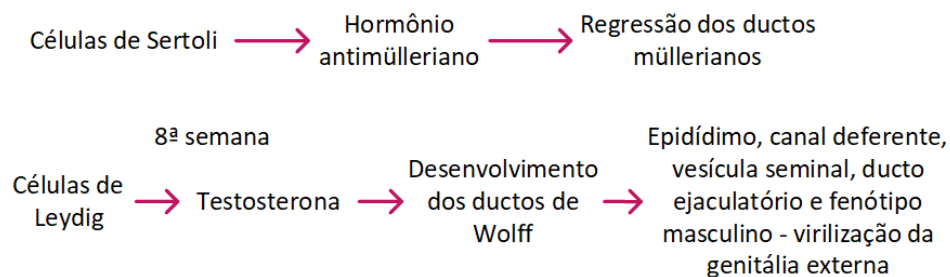 Células de Sertoli
Hormônio
antimülleriano
Regressão dos ductos
müllerianos
8ª semana
Células de
Leydig
Testosterona
Desenvolvimento
dos ductos de
Wolff
Epidídimo, canal deferente,
vesícula seminal, ducto
ejaculatório e fenótipo
masculino - virilização da
genitália externa